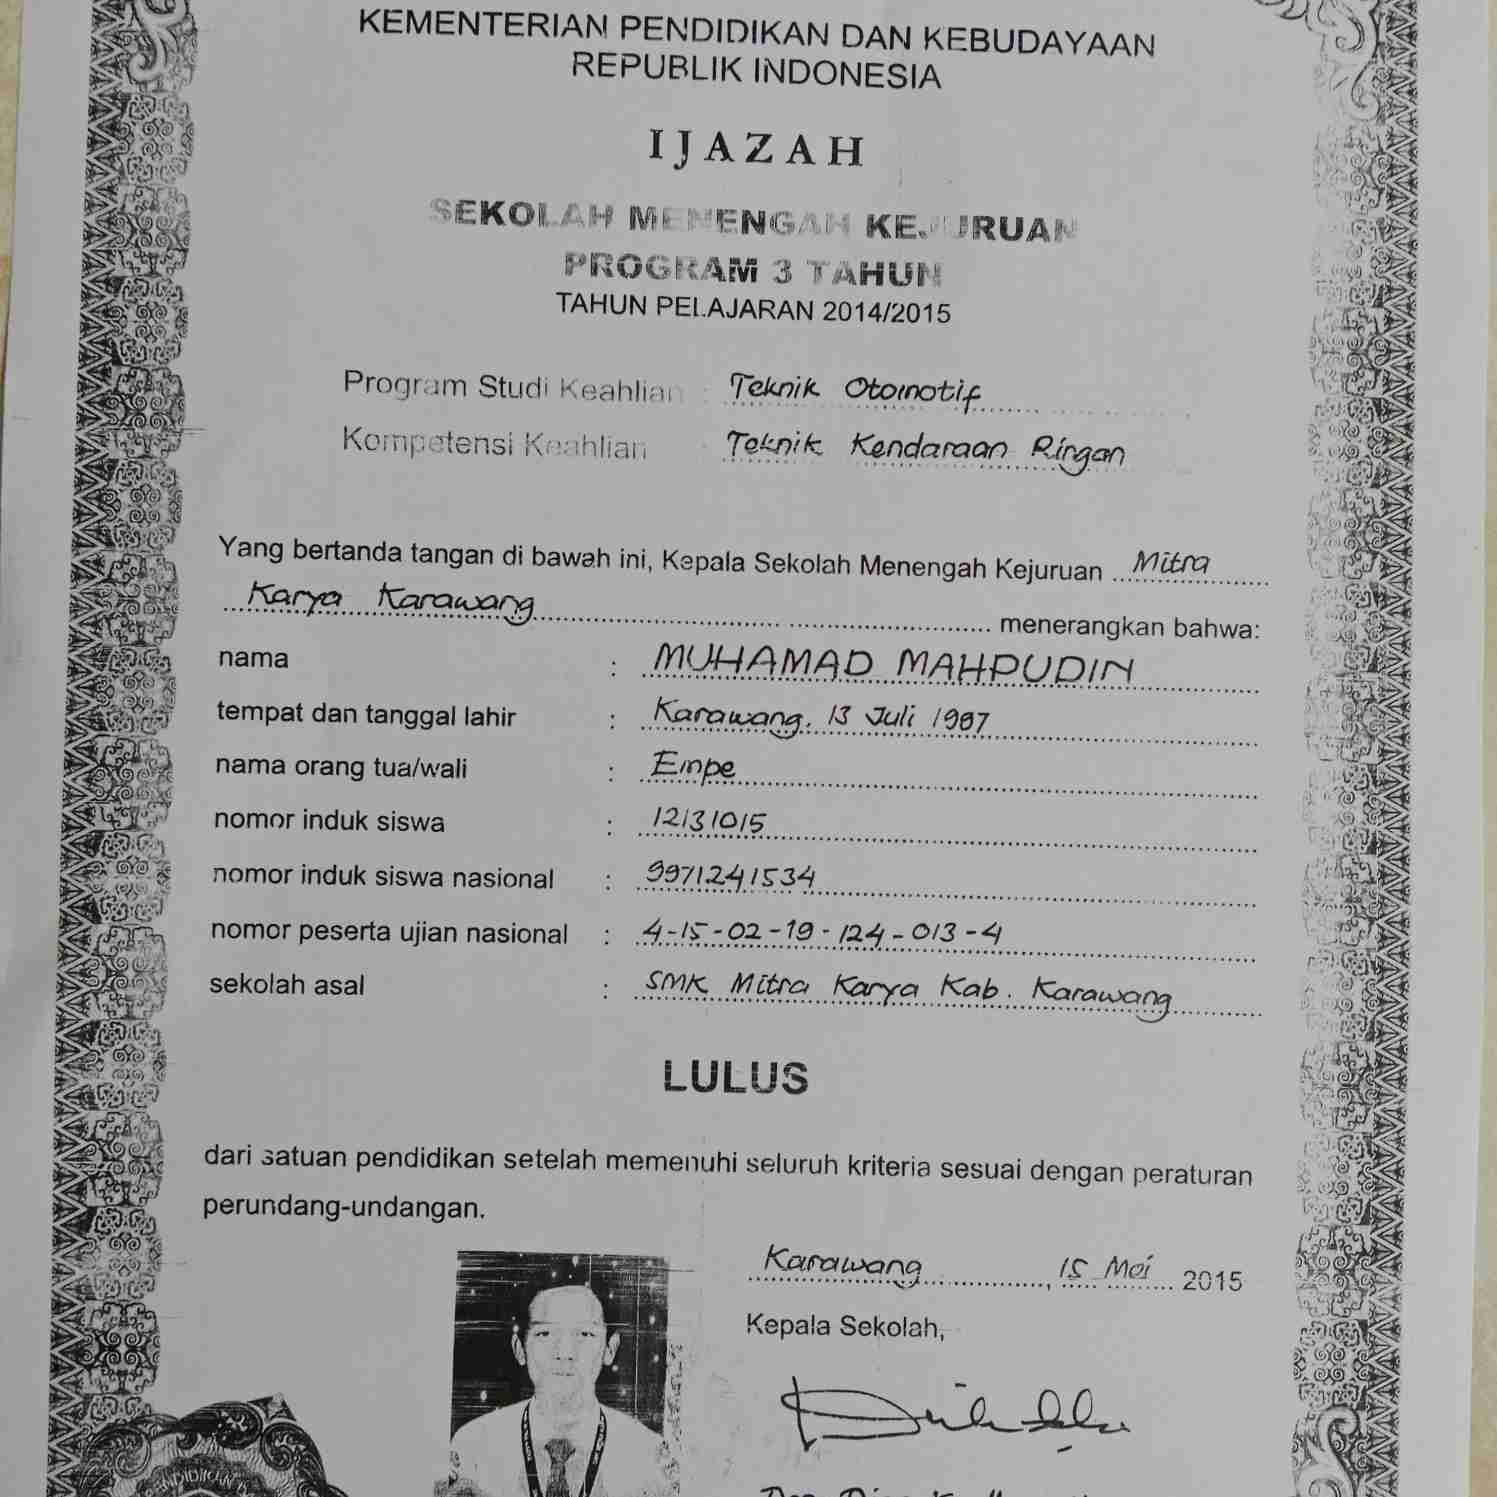 KEMENTERIAN PENDIDIKAN DAN KEBUDAYAAN
REPUBLIK INDONESIA
IJAZAH
SEKOLAH MENENGAH KEJURUAN
PROGRAM 3 TAHUN
TAHUN PELAJARAN 2014/2015
Program Studi Keahlian : Teknik Otomotif
Kompetensi Keahlian : Teknik Kendaraan Ringan
Yang bertanda tangan di bawah ini, Kepala Sekolah Menengah Kejuruan Mitra
Karya Karawang menerangkan bahwa:
nama : MUHAMAD MAHPUDIN
tempat dan tanggal lahir : Karawang, 13 Juli 1997
nama orang tua/wali : Empe
nomor induk siswa : 12131015
nomor induk siswa nasional : 9971241534
nomor peserta ujian nasional : 4-15-02-19-124-013-4
sekolah asal : SMK Mitra Karya Kab. Karawang
LULUS
dari satuan pendidikan setelah memenuhi seluruh kriteria sesuai dengan peraturan
perundang-undangan.
Karawang, 15 Mei 2015
Kepala Sekolah,